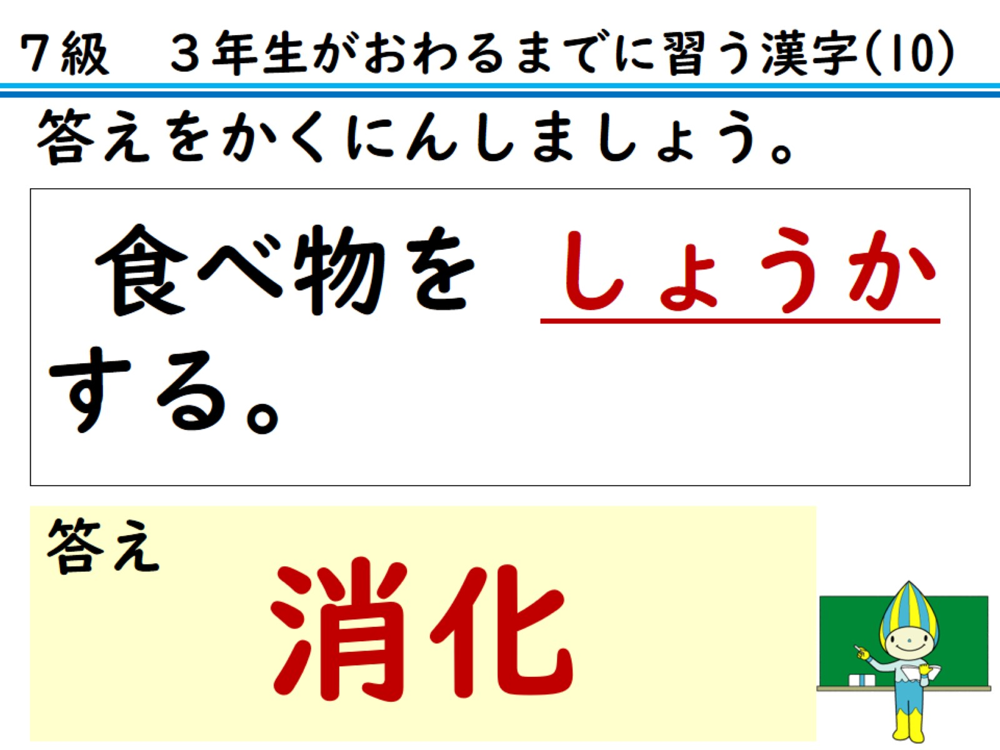 ７級　３年生がおわるまでに習う漢字(10)
答えをかくにんしましょう。
食べ物を しょうか
する。
答え
消化